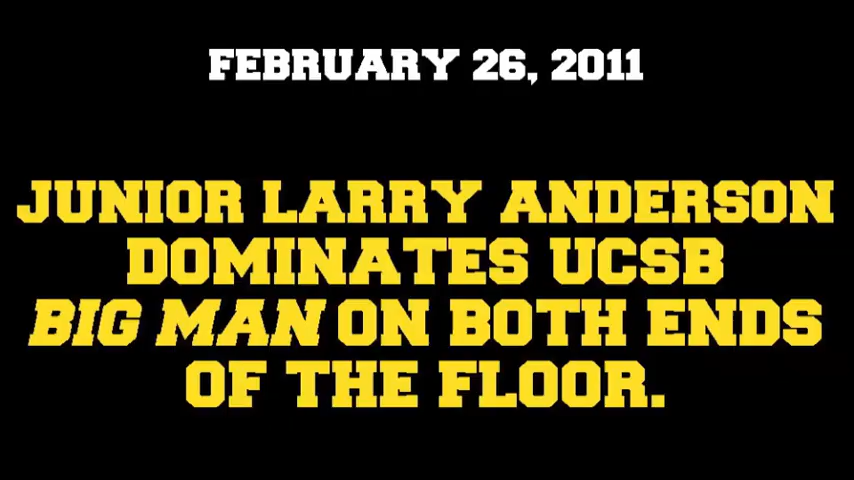 FEBRUARY 26, 2011
JUNIOR LARRY ANDERSON
DOMINATES UCSB
BIG MAN ON BOTH ENDS
OF THE FLOOR.